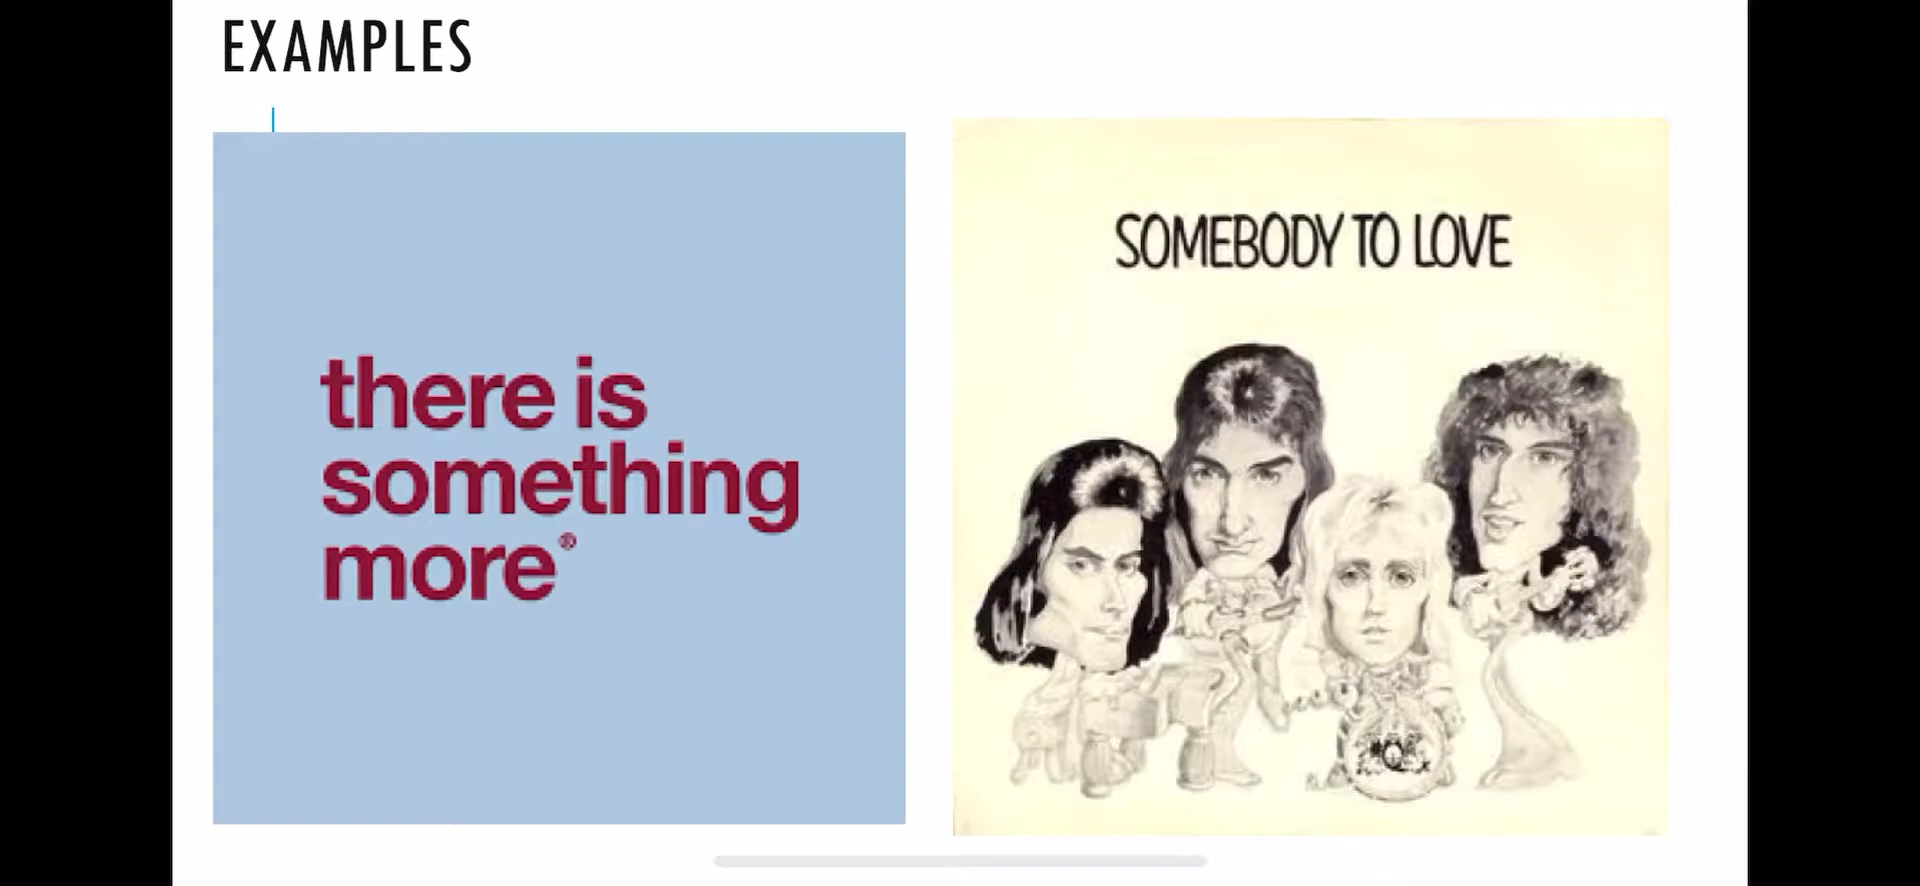 EXAMPLES
there is
something
more®
SOMEBODY TO LOVE